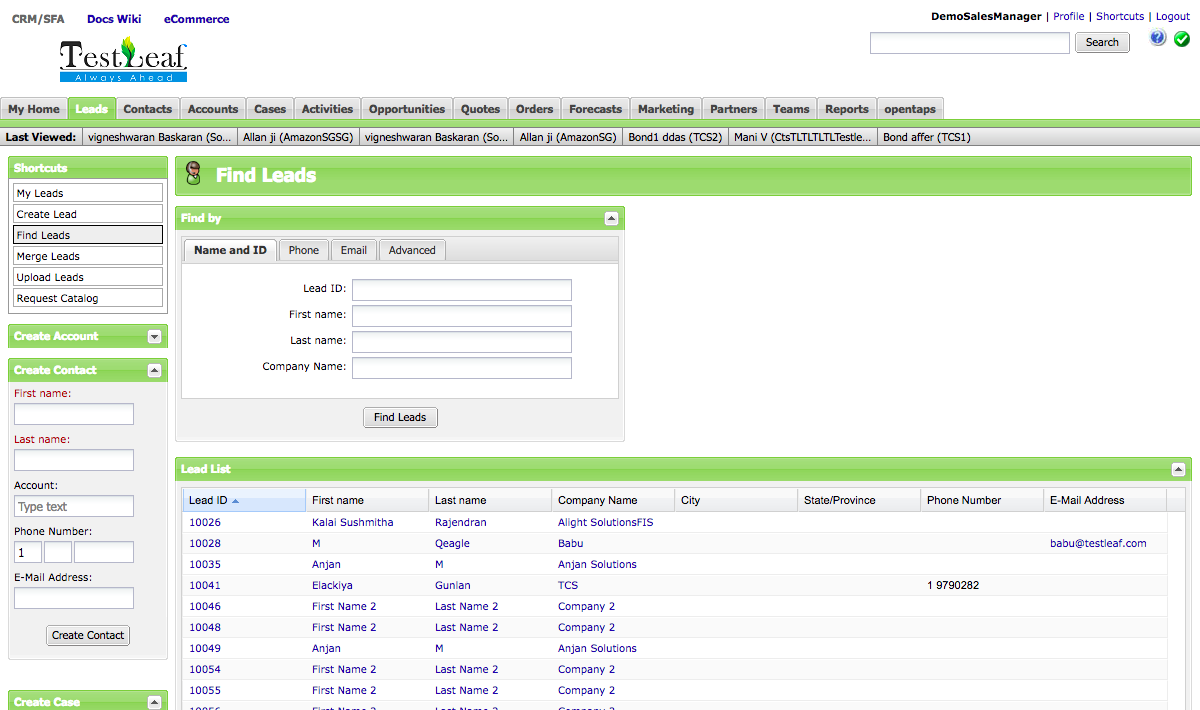 CRM/SFA Docs Wiki eCommerce
DemoSalesManager | Profile | Shortcuts | Logout
Search
TestLeaf
Always Ahead
My Home Leads Contacts Accounts Cases Activities Opportunities Quotes Orders Forecasts Marketing Partners Teams Reports opentaps
Last Viewed: vigneshwaran Baskaran (So... Allan ji (AmazonSGSG) vigneshwaran Baskaran (So... Allan ji (AmazonSG) Bond1 ddas (TCS2) Mani V (CtsTLTLTLTLTestle... Bond affer (TCS1)
Shortcuts
My Leads
Create Lead
Find Leads
Merge Leads
Upload Leads
Request Catalog
Create Account
Create Contact
First name:
Last name:
Account:
Type text
Phone Number:
1
E-Mail Address:
Create Contact
Create Case
Find Leads
Find by
Name and ID Phone Email Advanced
Lead ID:
First name:
Last name:
Company Name:
Find Leads
Lead List
Lead ID First name Last name Company Name City State/Province Phone Number E-Mail Address
10026 Kalai Sushmitha Rajendran Alight SolutionsFIS
10028 M Qeagle Babu babu@testleaf.com
10035 Anjan M Anjan Solutions
10041 Elackiya Gunian TCS 1 9790282
10046 First Name 2 Last Name 2 Company 2
10048 First Name 2 Last Name 2 Company 2
10049 Anjan M Anjan Solutions
10054 First Name 2 Last Name 2 Company 2
10055 First Name 2 Last Name 2 Company 2